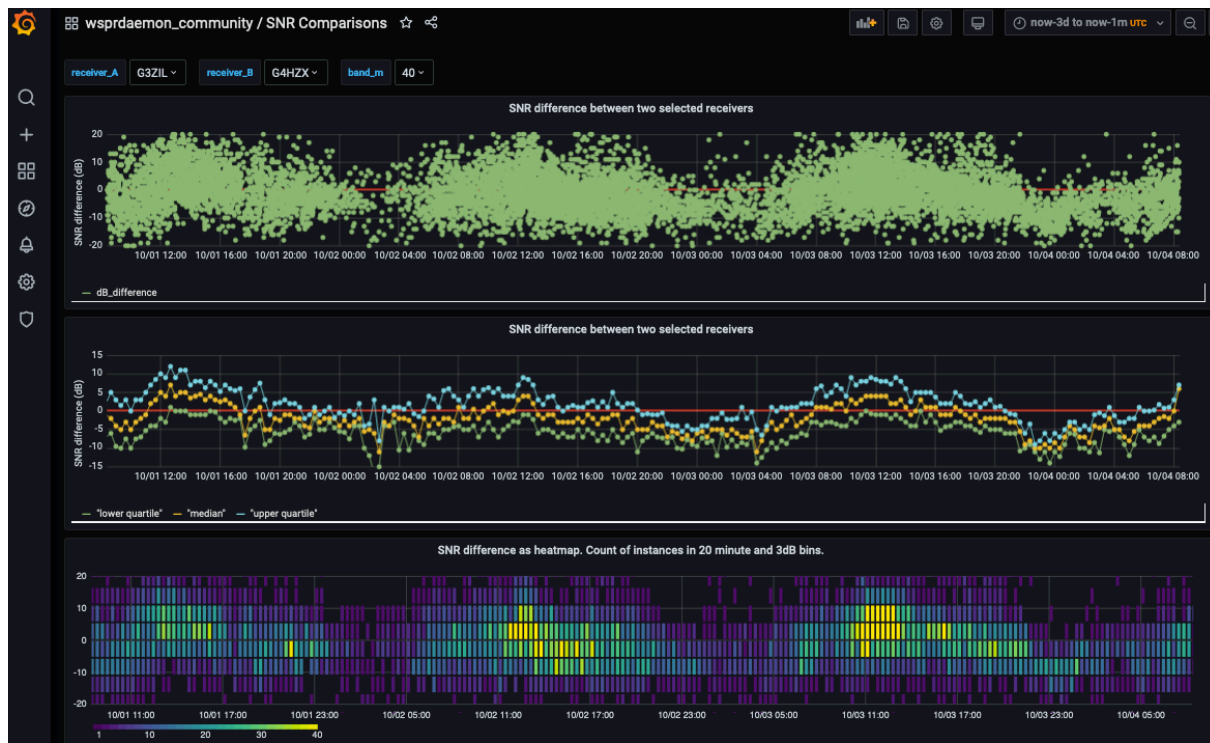 wsprdaemon_community / SNR Comparisons
now-3d to now-1m UTC
receiver_A G3ZIL receiver_B G4HZX band_m 40
SNR difference between two selected receivers
SNR difference (dB)
20
10
0
-10
-20
10/01 12:00 10/01 16:00 10/01 20:00 10/02 00:00 10/02 04:00 10/02 08:00 10/02 12:00 10/02 16:00 10/02 20:00 10/03 00:00 10/03 04:00 10/03 08:00 10/03 12:00 10/03 16:00 10/03 20:00 10/04 00:00 10/04 04:00 10/04 08:00
dB_difference
SNR difference between two selected receivers
SNR difference (dB)
15
10
5
0
-5
-10
-15
10/01 12:00 10/01 16:00 10/01 20:00 10/02 00:00 10/02 04:00 10/02 08:00 10/02 12:00 10/02 16:00 10/02 20:00 10/03 00:00 10/03 04:00 10/03 08:00 10/03 12:00 10/03 16:00 10/03 20:00 10/04 00:00 10/04 04:00 10/04 08:00
"lower quartile" "median" "upper quartile"
SNR difference as heatmap. Count of instances in 20 minute and 3dB bins.
20
10
0
-10
-20
10/01 11:00 10/01 17:00 10/01 23:00 10/02 05:00 10/02 11:00 10/02 17:00 10/02 23:00 10/03 05:00 10/03 11:00 10/03 17:00 10/03 23:00 10/04 05:00
1 10 20 30 40